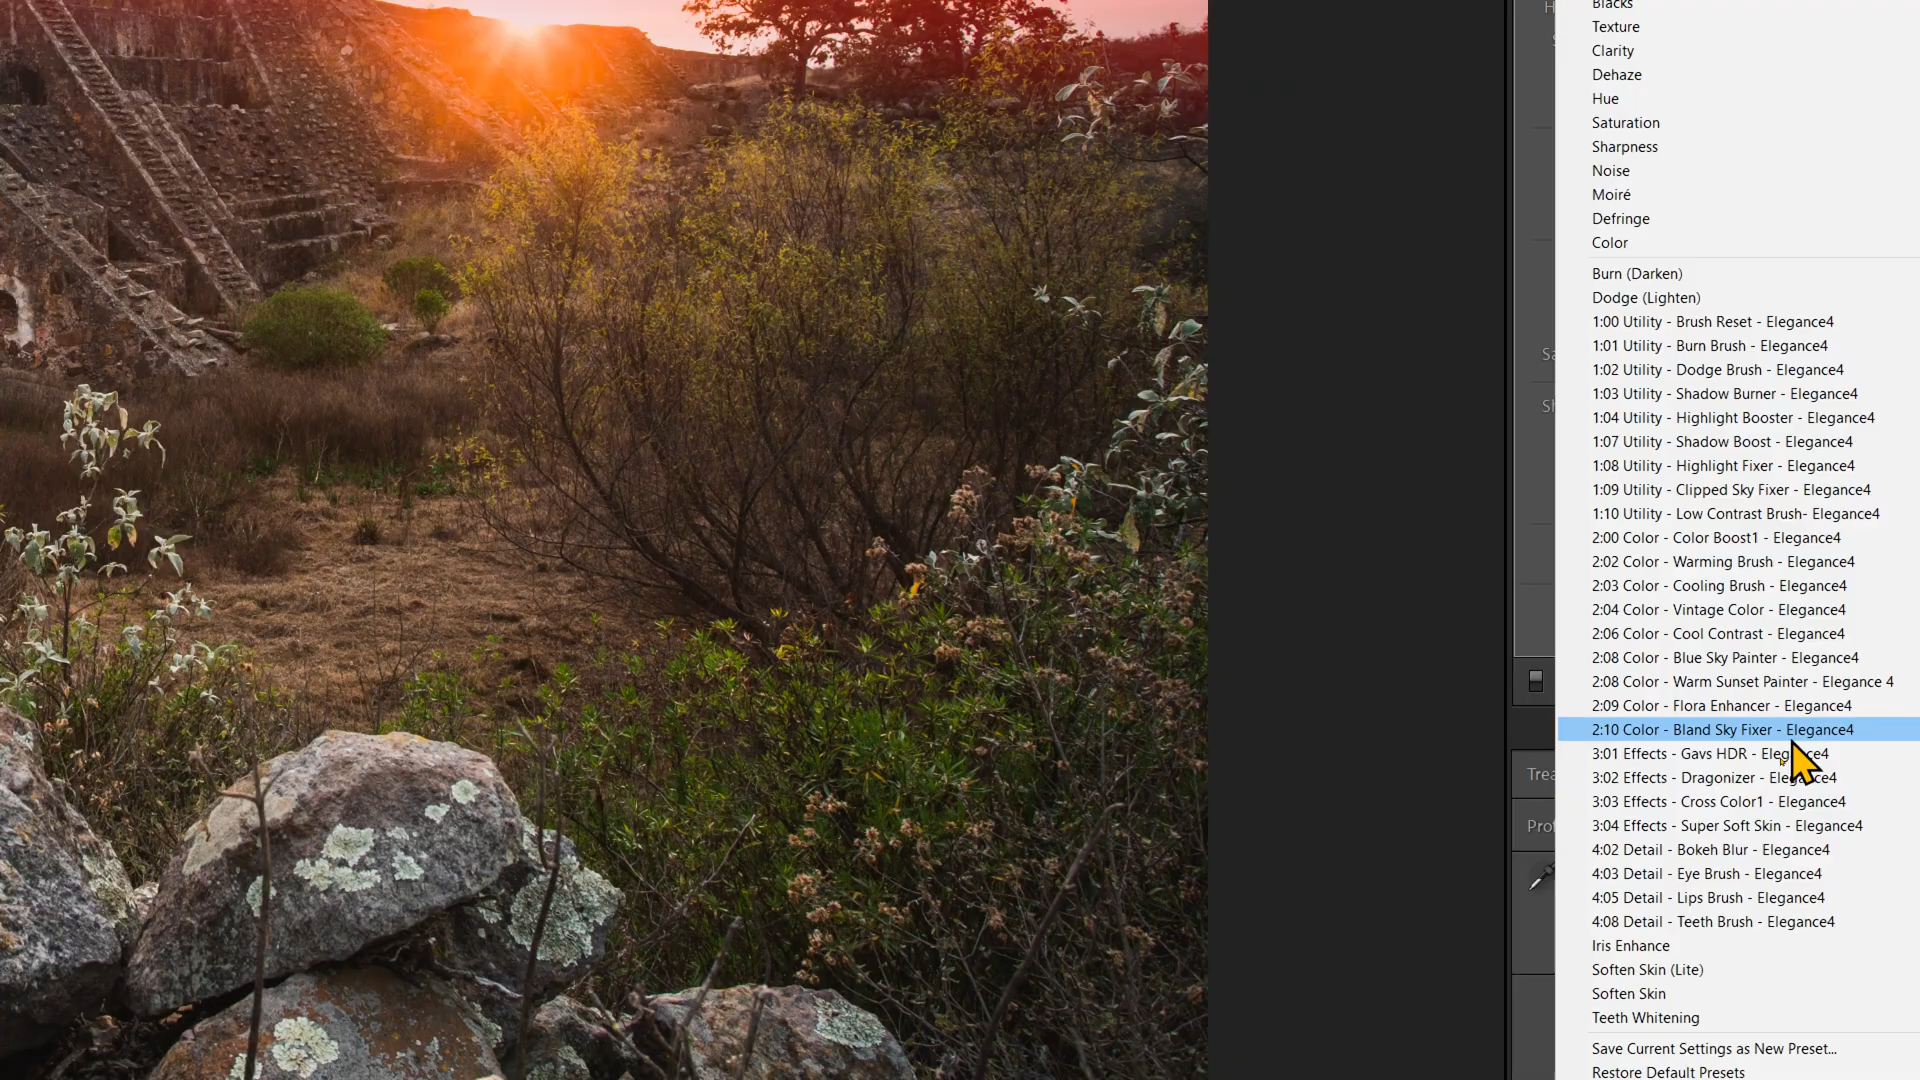 Blacks
Texture
Clarity
Dehaze
Hue
Saturation
Sharpness
Noise
Moiré
Defringe
Color
Burn (Darken)
Dodge (Lighten)
1:00 Utility - Brush Reset - Elegance4
1:01 Utility - Burn Brush - Elegance4
1:02 Utility - Dodge Brush - Elegance4
1:03 Utility - Shadow Burner - Elegance4
1:04 Utility - Highlight Booster - Elegance4
1:07 Utility - Shadow Boost - Elegance4
1:08 Utility - Highlight Fixer - Elegance4
1:09 Utility - Clipped Sky Fixer - Elegance4
1:10 Utility - Low Contrast Brush- Elegance4
2:00 Color - Color Boost1 - Elegance4
2:02 Color - Warming Brush - Elegance4
2:03 Color - Cooling Brush - Elegance4
2:04 Color - Vintage Color - Elegance4
2:06 Color - Cool Contrast - Elegance4
2:08 Color - Blue Sky Painter - Elegance4
2:08 Color - Warm Sunset Painter - Elegance 4
2:09 Color - Flora Enhancer - Elegance4
2:10 Color - Bland Sky Fixer - Elegance4
3:01 Effects - Gavs HDR - Elegance4
3:02 Effects - Dragonizer - Elegance4
3:03 Effects - Cross Color1 - Elegance4
3:04 Effects - Super Soft Skin - Elegance4
4:02 Detail - Bokeh Blur - Elegance4
4:03 Detail - Eye Brush - Elegance4
4:05 Detail - Lips Brush - Elegance4
4:08 Detail - Teeth Brush - Elegance4
Iris Enhance
Soften Skin (Lite)
Soften Skin
Teeth Whitening
Save Current Settings as New Preset...
Restore Default Presets